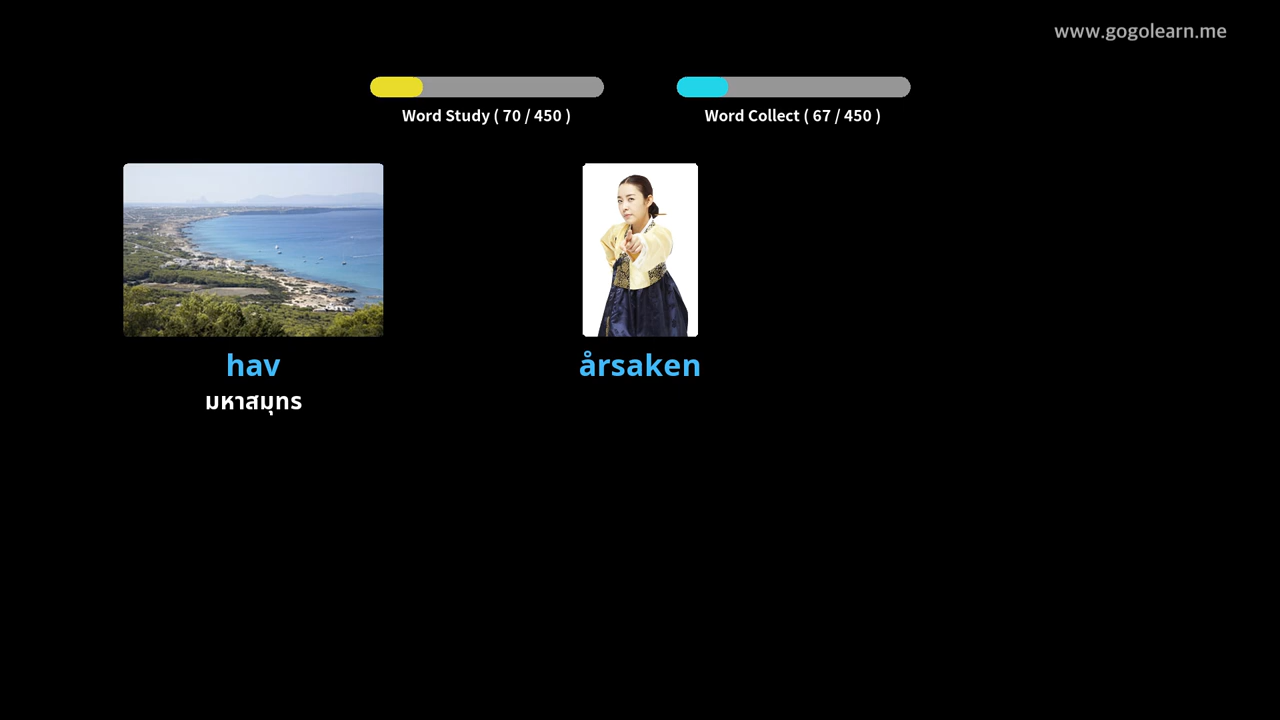 www.gogolearn.me
Word Study ( 70 / 450 )
Word Collect ( 67 / 450 )
hav
มหาสมุทร
årsaken